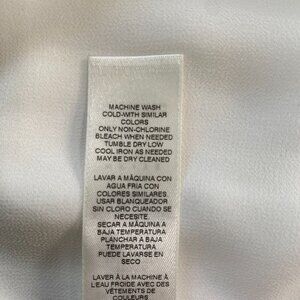 MACHINE WASH
COLD-WITH SIMILAR
COLORS
ONLY NON-CHLORINE
BLEACH WHEN NEEDED
TUMBLE DRY LOW
COOL IRON AS NEEDED
MAY BE DRY CLEANED
LAVAR A MÁQUINA CON
AGUA FRIA CON
COLORES SIMILARES
USAR BLANQUEADOR
SIN CLORO CUANDO SE
NECESITE.
SECAR A MÁQUINA A
BAJA TEMPERATURA
PLANCHAR A BAJA
TEMPERATURA
PUEDE LAVARSE EN
SECO
LAVER À LA MACHINE À
L'EAU FROIDE AVEC DES
VÊTEMENTS DE
COULEURS